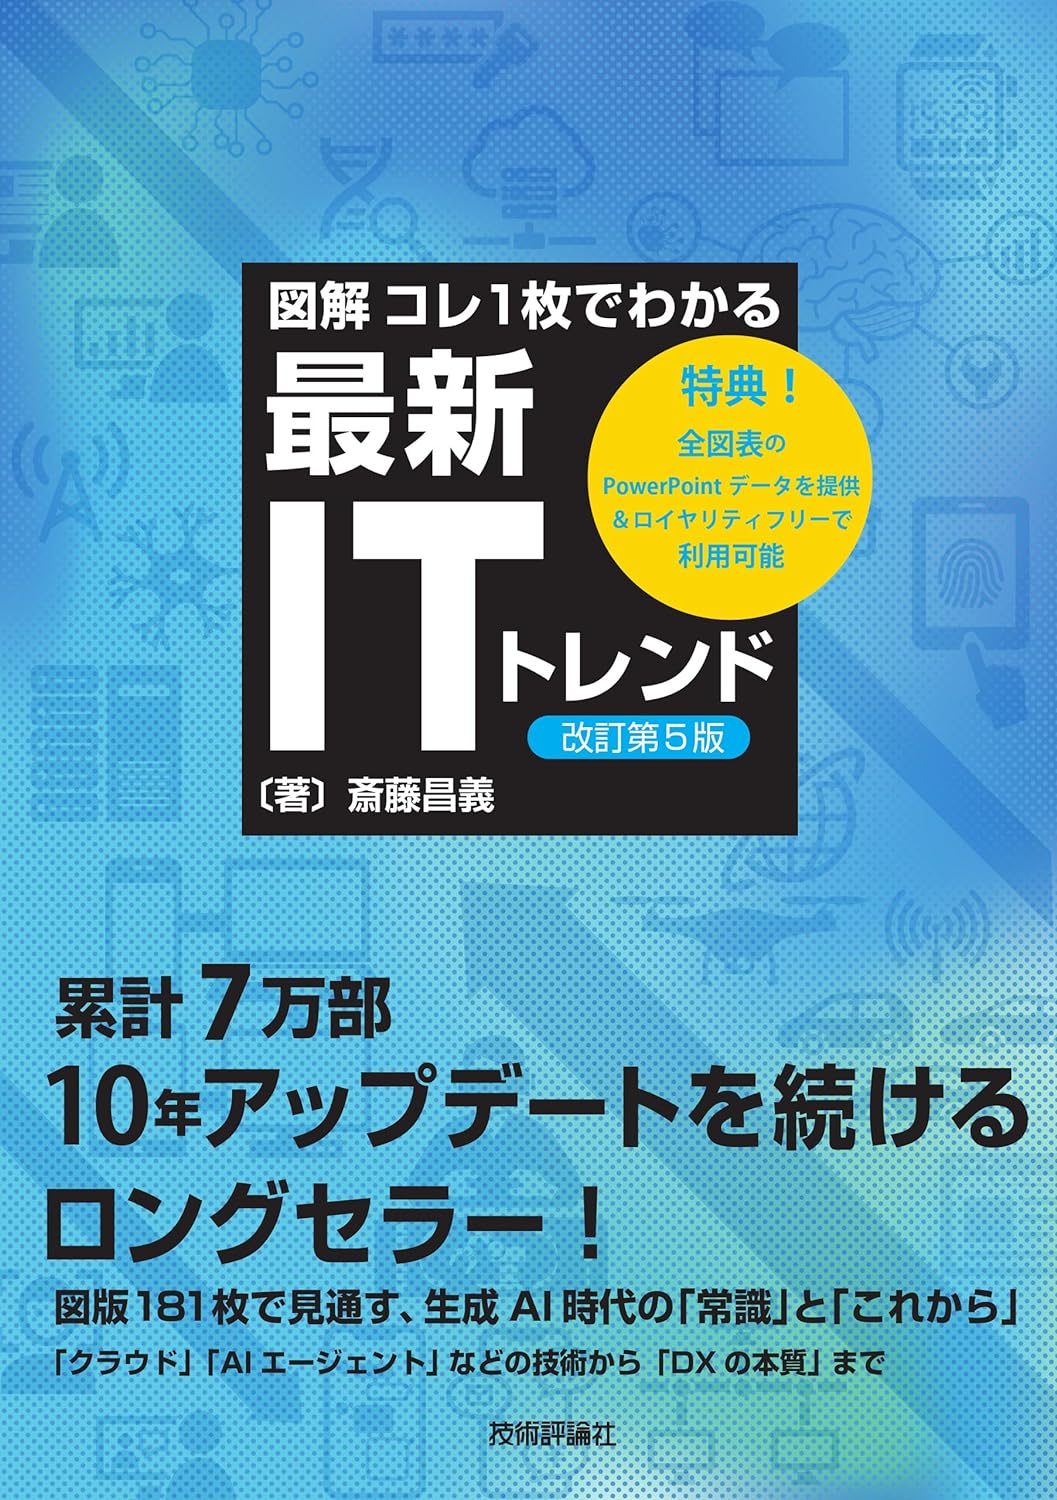 図解 コレ1枚でわかる
最新
IT
トレンド
改訂第5版
〔著〕斎藤昌義
特典！
全図表の
PowerPoint データを提供
＆ロイヤリティフリーで
利用可能
累計7万部
10年アップデートを続ける
ロングセラー！
図版181枚で見通す、生成AI時代の「常識」と「これから」
「クラウド」「AIエージェント」などの技術から「DXの本質」まで
技術評論社